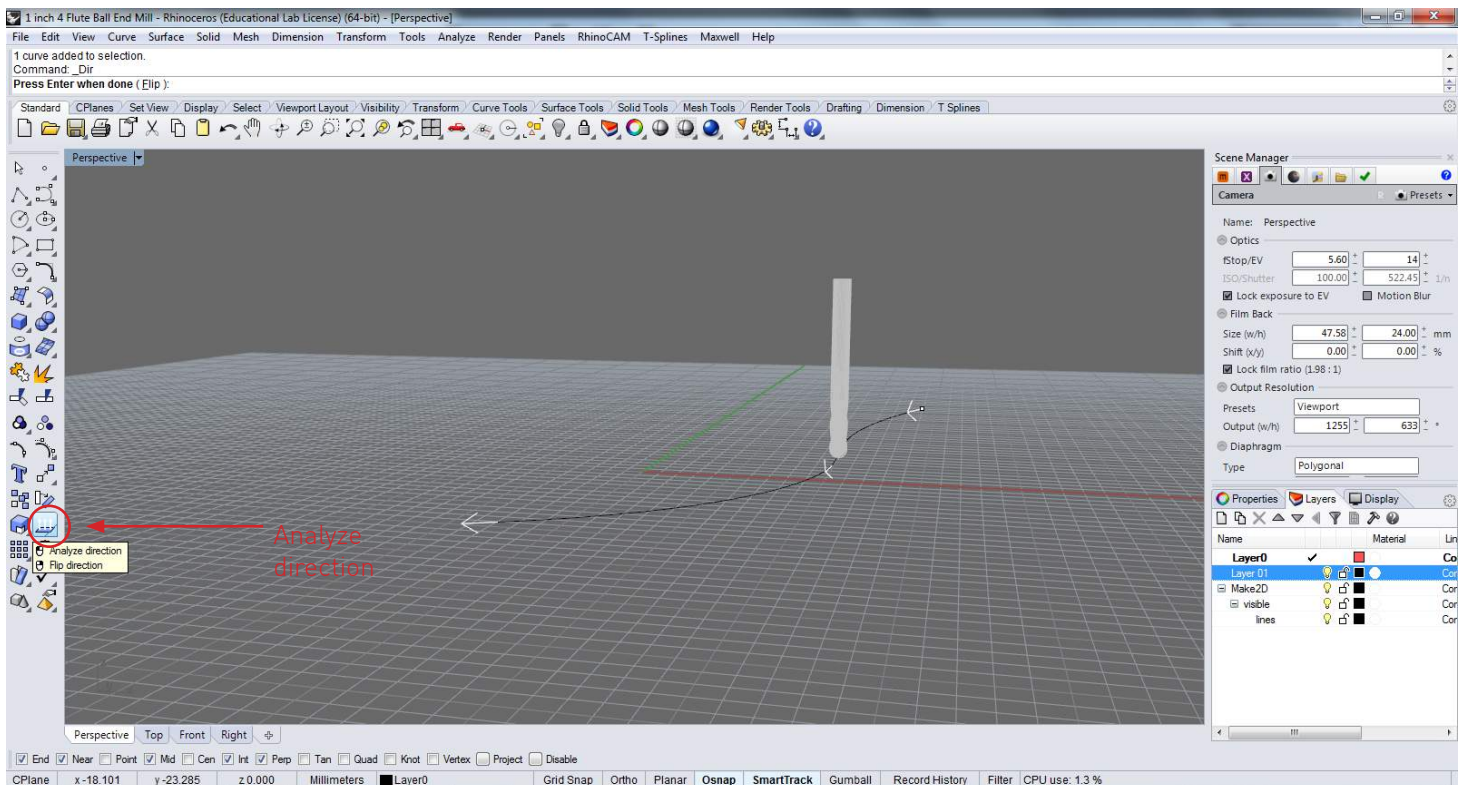 1 inch 4 Flute Ball End Mill - Rhinoceros (Educational Lab License) (64-bit) - [Perspective]
File Edit View Curve Surface Solid Mesh Dimension Transform Tools Analyze Render Panels RhinoCAM T-Splines Maxwell Help
1 curve added to selection.
Command: _Dir
Press Enter when done ( Flip ):
Standard CPlanes Set View Display Select Viewport Layout Visibility Transform Curve Tools Surface Tools Solid Tools Mesh Tools Render Tools Drafting Dimension T Splines
Perspective
Analyze
direction
Analyze direction
Flip direction
Scene Manager
Camera Presets
Name: Perspective
Optics
fStop/EV 5.60 14
ISO/Shutter 100.00 522.45 1/n
Lock exposure to EV Motion Blur
Film Back
Size (w/h) 47.58 24.00 mm
Shift (x/y) 0.00 0.00 %
Lock film ratio (1.98 : 1)
Output Resolution
Presets Viewport
Output (w/h) 1255 633
Diaphragm
Type Polygonal
Properties Layers Display
Name Material Lin
Layer0 Co
Layer 01 Cor
Make2D Cor
visible Cor
lines Cor
Perspective Top Front Right
End Near Point Mid Cen Int Perp Tan Quad Knot Vertex Project Disable
CPlane x -18.101 y -23.285 z 0.000 Millimeters Layer0 Grid Snap Ortho Planar Osnap SmartTrack Gumball Record History Filter CPU use: 1.3 %